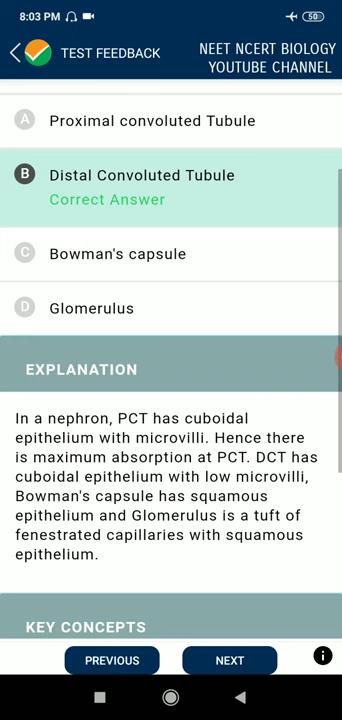 8:03 PM
50
TEST FEEDBACK
NEET NCERT BIOLOGY
YOUTUBE CHANNEL
A Proximal convoluted Tubule
B Distal Convoluted Tubule
Correct Answer
C Bowman's capsule
D Glomerulus
EXPLANATION
In a nephron, PCT has cuboidal
epithelium with microvilli. Hence there
is maximum absorption at PCT. DCT has
cuboidal epithelium with low microvilli,
Bowman's capsule has squamous
epithelium and Glomerulus is a tuft of
fenestrated capillaries with squamous
epithelium.
KEY CONCEPTS
PREVIOUS
NEXT